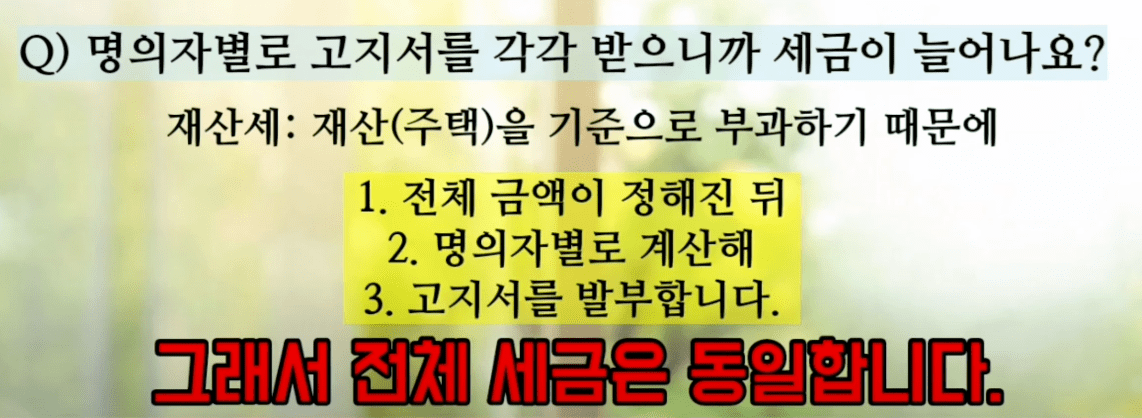 Q) 명의자별로 고지서를 각각 받으니까 세금이 늘어나요?
재산세: 재산(주택)을 기준으로 부과하기 때문에
1. 전체 금액이 정해진 뒤
2. 명의자별로 계산해
3. 고지서를 발부합니다.
그래서 전체 세금은 동일합니다.